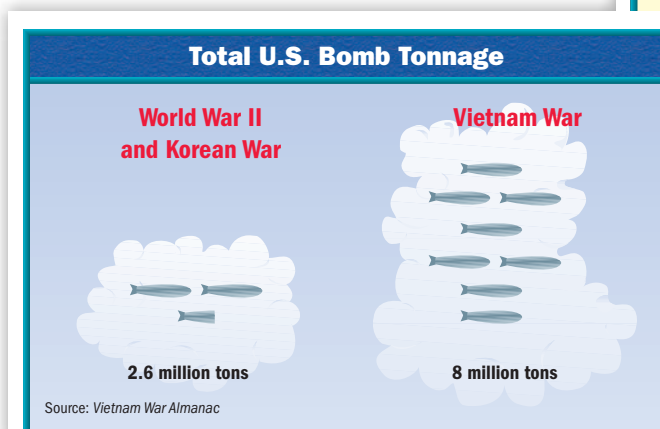 Total U.S. Bomb Tonnage
World War II
and Korean War
Vietnam War
2.6 million tons
8 million tons
Source: Vietnam War Almanac